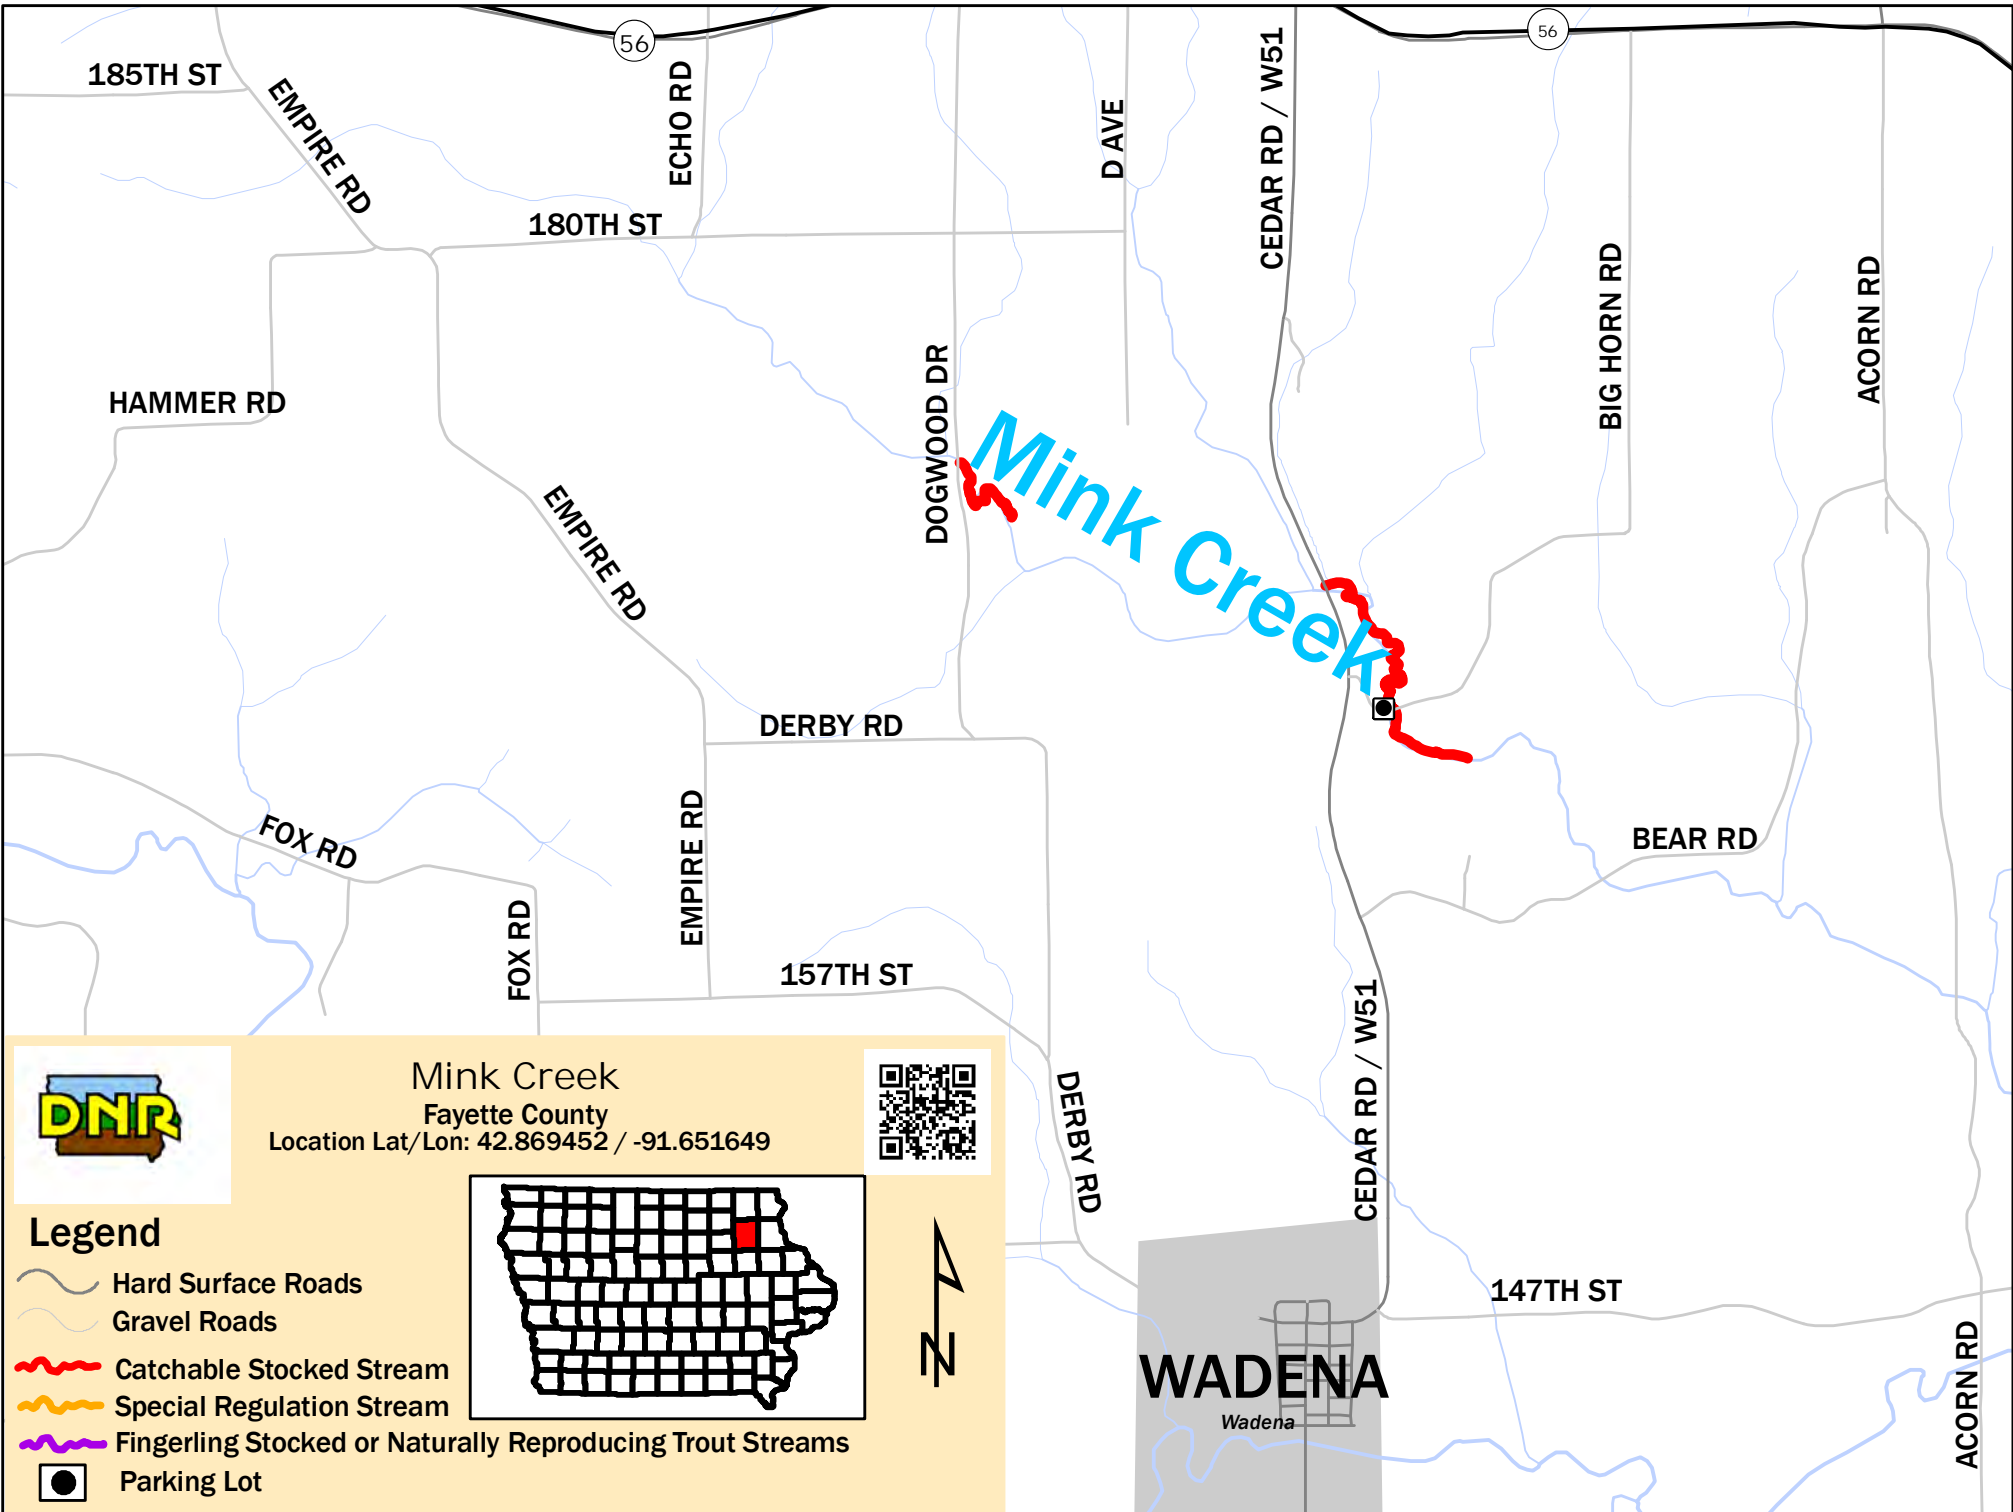 56
56
185TH ST
EMPIRE RD
ECHO RD
D AVE
CEDAR RD / W51
180TH ST
BIG HORN RD
ACORN RD
HAMMER RD
DOGWOOD DR
Mink Creek
EMPIRE RD
DERBY RD
EMPIRE RD
FOX RD
BEAR RD
FOX RD
157TH ST
CEDAR RD / W51
DERBY RD
147TH ST
ACORN RD
WADENA
Wadena
DNR
Mink Creek
Fayette County
Location Lat/Lon: 42.869452 / -91.651649
N
Legend
Hard Surface Roads
Gravel Roads
Catchable Stocked Stream
Special Regulation Stream
Fingerling Stocked or Naturally Reproducing Trout Streams
Parking Lot